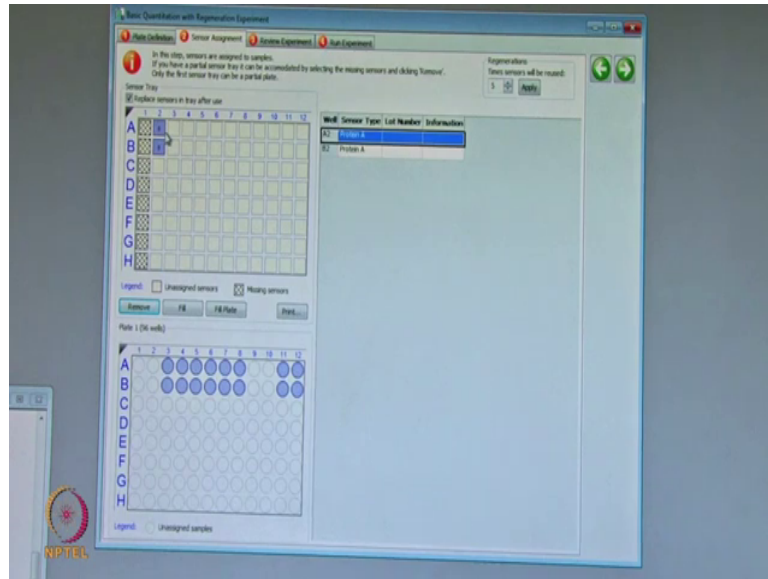 Basic Quantitation with Regeneration Experiment
1 Plate Definition 2 Sensor Assignment 3 Review Experiment 4 Run Experiment
In this step, sensors are assigned to samples.
If you have a partial sensor tray it can be accomodated by selecting the missing sensors and clicking 'Remove'.
Only the first sensor tray can be a partial plate.
Regenerations
Times sensors will be reused:
5 Apply
Sensor Tray
Replace sensors in tray after use
1 2 3 4 5 6 7 8 9 10 11 12
A
B
C
D
E
F
G
H
Legend: Unassigned sensors Missing sensors
Remove Fill Fill Plate Print...
Well Sensor Type Lot Number Information
A2 Protein A
B2 Protein A
Plate 1 (96 wells)
1 2 3 4 5 6 7 8 9 10 11 12
A
B
C
D
E
F
G
H
Legend: Unassigned samples
NPTEL